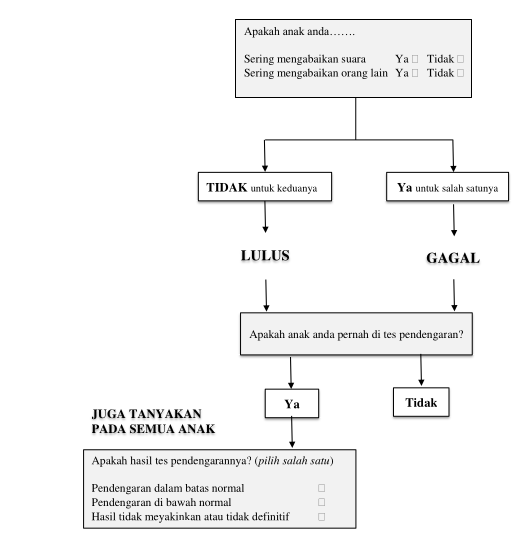 Apakah anak anda…….
Sering mengabaikan suara Ya □ Tidak □
Sering mengabaikan orang lain Ya □ Tidak □
TIDAK untuk keduanya
Ya untuk salah satunya
LULUS
GAGAL
Apakah anak anda pernah di tes pendengaran?
Ya
Tidak
JUGA TANYAKAN
PADA SEMUA ANAK
Apakah hasil tes pendengarannya? (pilih salah satu)
Pendengaran dalam batas normal □
Pendengaran di bawah normal □
Hasil tidak meyakinkan atau tidak definitif □